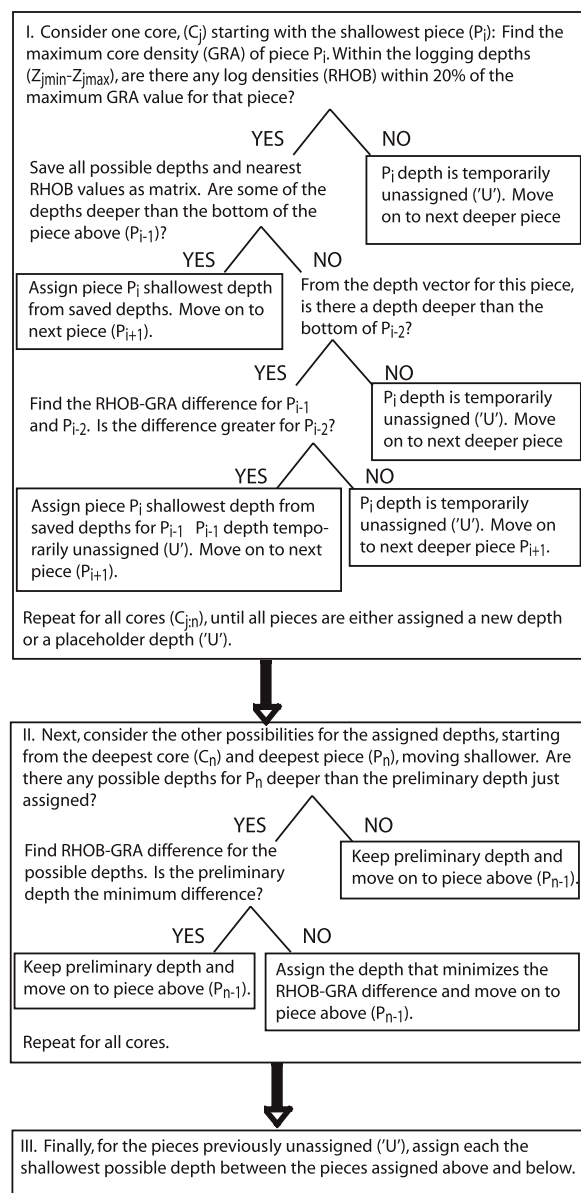 I. Consider one core, (Cj) starting with the shallowest piece (Pi): Find the
maximum core density (GRA) of piece Pi. Within the logging depths
(Zjmin-Zjmax), are there any log densities (RHOB) within 20% of the
maximum GRA value for that piece?
YES
NO
Save all possible depths and nearest
RHOB values as matrix. Are some of the
depths deeper than the bottom of the
piece above (Pi-1)?
Pi depth is temporarily
unassigned ('U'). Move
on to next deeper piece
YES
NO
Assign piece Pi shallowest depth
from saved depths. Move on to
next piece (Pi+1).
From the depth vector for this piece,
is there a depth deeper than the
bottom of Pi-2?
YES
NO
Find the RHOB-GRA difference for Pi-1
and Pi-2. Is the difference greater for Pi-2?
Pi depth is temporarily
unassigned ('U'). Move
on to next deeper piece
YES
NO
Assign piece Pi shallowest depth from
saved depths for Pi-1 Pi-1 depth tempo-
rarily unassigned (U'). Move on to next
piece (Pi+1).
Pi depth is temporarily
unassigned ('U'). Move on
to next deeper piece Pi+1.
Repeat for all cores (Cj:n), until all pieces are either assigned a new depth
or a placeholder depth ('U').
II. Next, consider the other possibilities for the assigned depths, starting
from the deepest core (Cn) and deepest piece (Pn), moving shallower. Are
there any possible depths for Pn deeper than the preliminary depth just
assigned?
YES
NO
Find RHOB-GRA difference for the
possible depths. Is the preliminary
depth the minimum difference?
Keep preliminary depth and
move on to piece above (Pn-1).
YES
NO
Keep preliminary depth and
move on to piece above (Pn-1).
Assign the depth that minimizes the
RHOB-GRA difference and move on to
piece above (Pn-1).
Repeat for all cores.
III. Finally, for the pieces previously unassigned ('U'), assign each the
shallowest possible depth between the pieces assigned above and below.